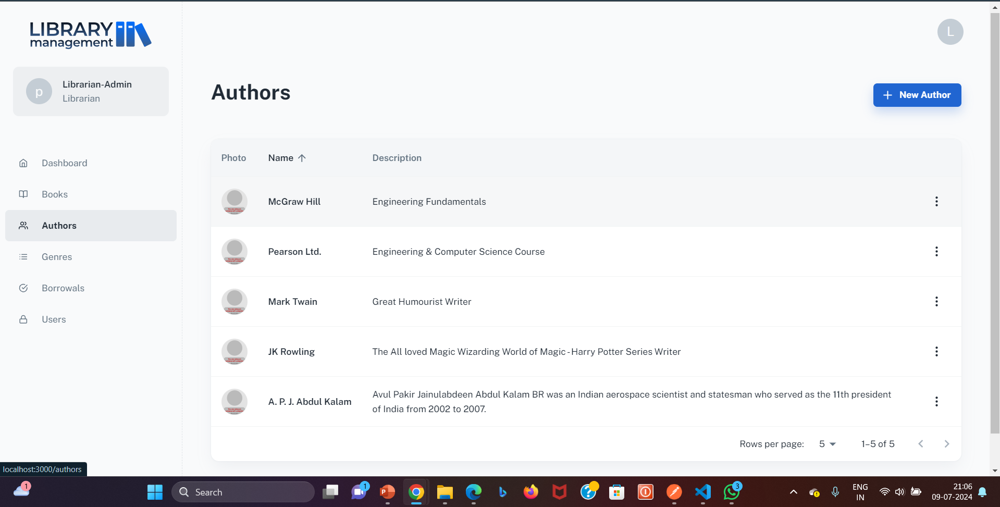 LIBRARY
management
L
p
Librarian-Admin
Librarian
Authors
+ New Author
Dashboard
Books
Authors
Genres
Borrowals
Users
Photo Name Description
McGraw Hill Engineering Fundamentals
Pearson Ltd. Engineering & Computer Science Course
Mark Twain Great Humourist Writer
JK Rowling The All loved Magic Wizarding World of Magic - Harry Potter Series Writer
A. P. J. Abdul Kalam Avul Pakir Jainulabdeen Abdul Kalam BR was an Indian aerospace scientist and statesman who served as the 11th president
of India from 2002 to 2007.
Rows per page: 5 1–5 of 5
localhost:3000/authors
1
Search
1
3
ENG
IN
21:06
09-07-2024